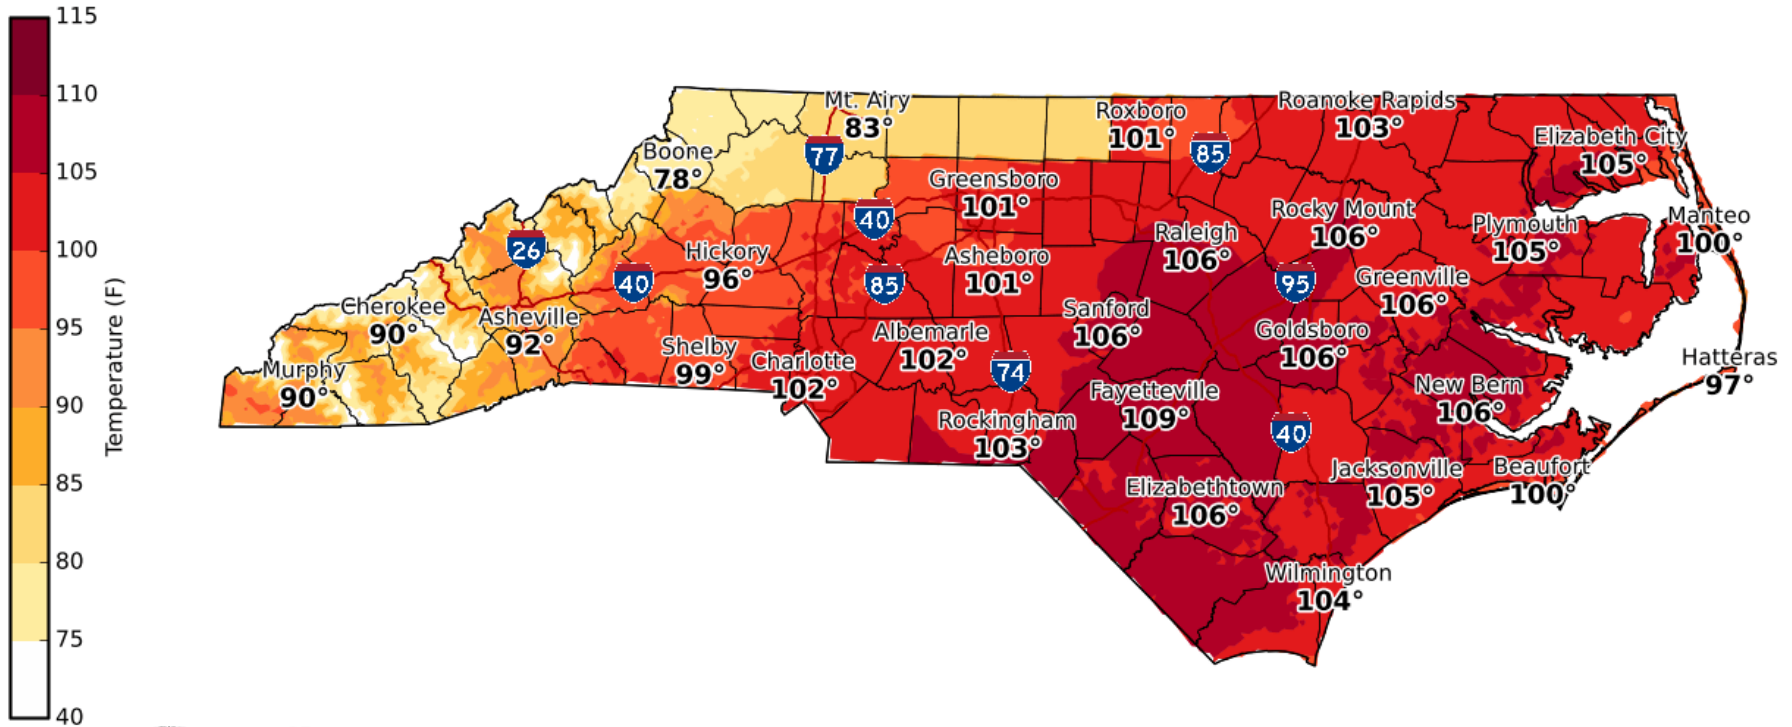 115
110
105
100
95
90
85
80
75
40
Temperature (F)
Mt. Airy
83°
Roxboro
101°
Roanoke Rapids
103°
Elizabeth City
105°
Boone
78°
77
85
Greensboro
101°
40
Rocky Mount
106°
Manteo
100°
Plymouth
105°
Raleigh
106°
26
Hickory
96°
40
85
Asheboro
101°
95
Greenville
106°
Cherokee
90°
Asheville
92°
Sanford
106°
Goldsboro
106°
Albemarle
102°
Shelby
99°
Charlotte
102°
74
Hatteras
97°
Murphy
90°
Fayetteville
109°
New Bern
106°
Rockingham
103°
40
Jacksonville
105°
Beaufort
100°
Elizabethtown
106°
Wilmington
104°